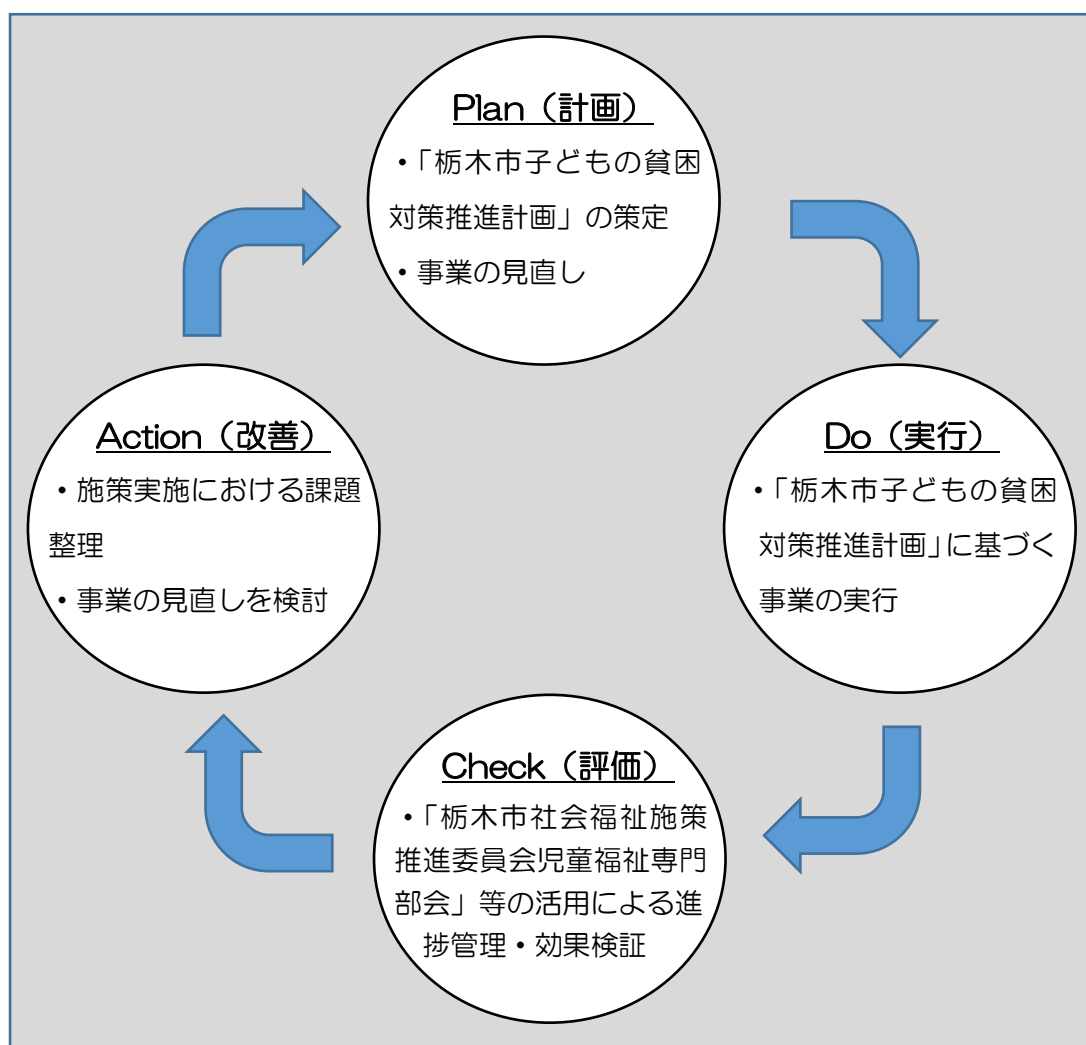 Plan（計画）
・「栃木市子どもの貧困
対策推進計画」の策定
・事業の見直し
Action（改善）
・施策実施における課題
整理
・事業の見直しを検討
Do（実行）
・「栃木市子どもの貧困
対策推進計画」に基づく
事業の実行
Check（評価）
・「栃木市社会福祉施策
推進委員会児童福祉専門
部会」等の活用による進
捗管理・効果検証